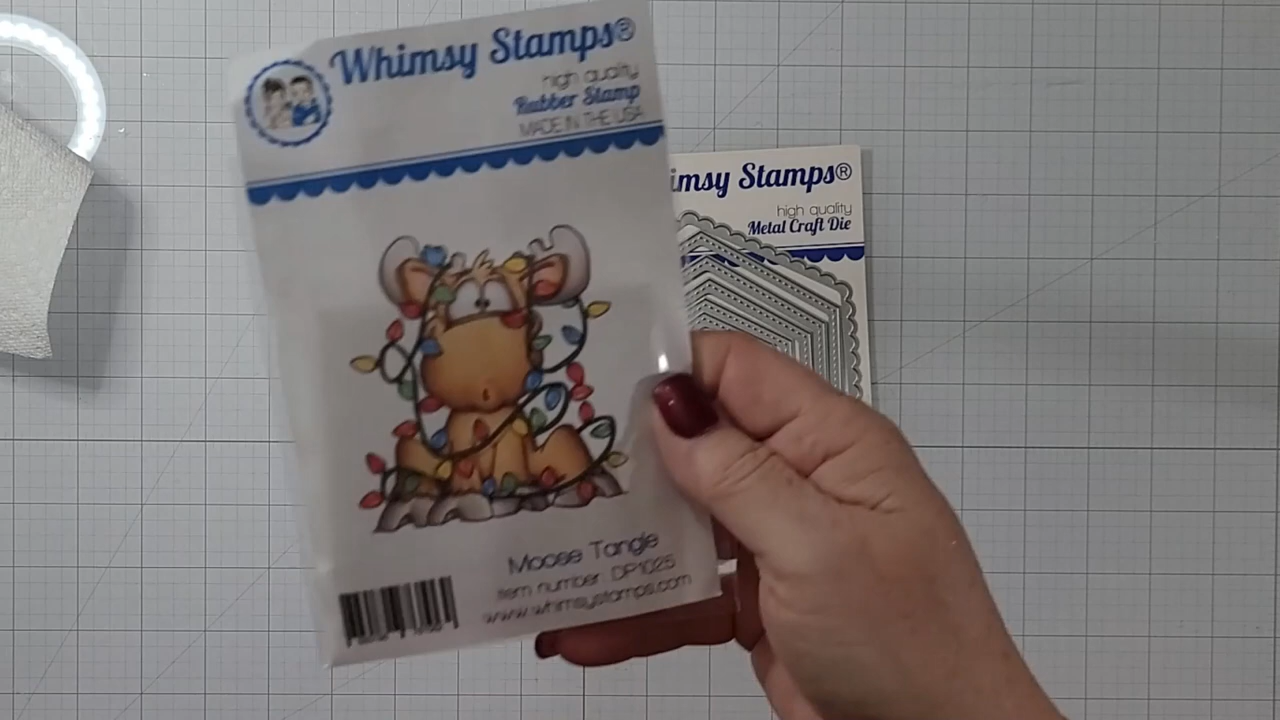 Whimsy Stamps®
high quality
Rubber Stamp
MADE IN THE USA
imsy Stamps®
high quality
Metal Craft Die
Moose Tangle
item number: DP1025
www.whimsystamps.com